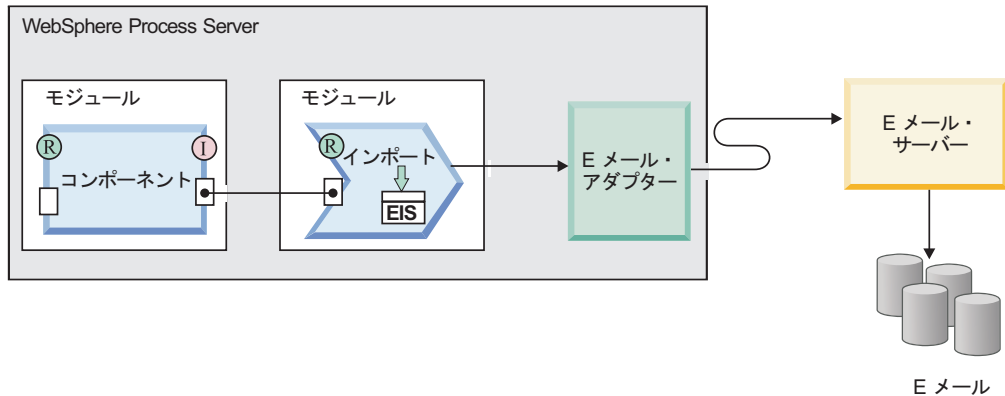 WebSphere Process Server
モジュール
R
I
コンポーネント
モジュール
R
インポート
EIS
E メール・
アダプター
E メール・
サーバー
E メール